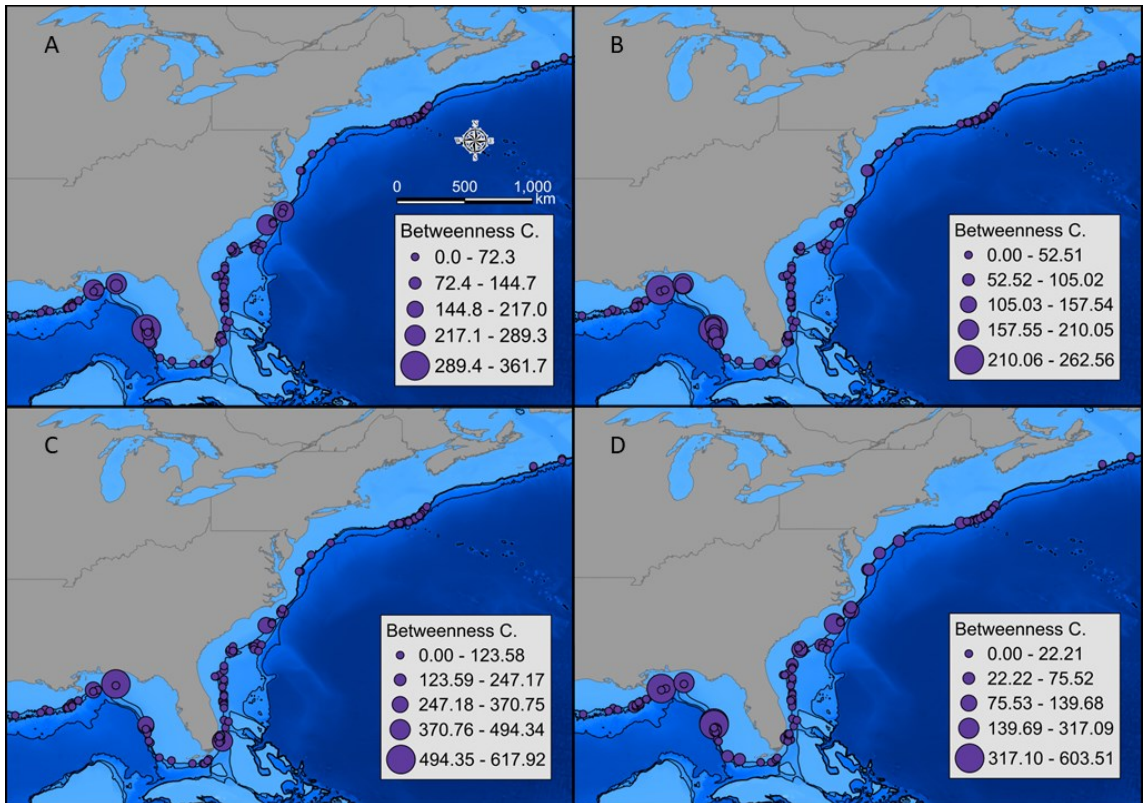 A
B
0 500 1,000
km
Betweenness C.
0.0 - 72.3
72.4 - 144.7
144.8 - 217.0
217.1 - 289.3
289.4 - 361.7
Betweenness C.
0.00 - 52.51
52.52 - 105.02
105.03 - 157.54
157.55 - 210.05
210.06 - 262.56
C
D
Betweenness C.
0.00 - 123.58
123.59 - 247.17
247.18 - 370.75
370.76 - 494.34
494.35 - 617.92
Betweenness C.
0.00 - 22.21
22.22 - 75.52
75.53 - 139.68
139.69 - 317.09
317.10 - 603.51